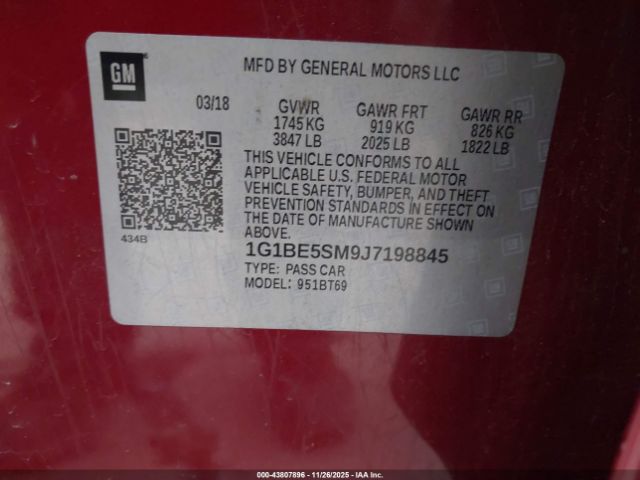 GM
MFD BY GENERAL MOTORS LLC
03/18 GVWR GAWR FRT GAWR RR
1745 KG 919 KG 826 KG
3847 LB 2025 LB 1822 LB
THIS VEHICLE CONFORMS TO ALL
APPLICABLE U.S. FEDERAL MOTOR
VEHICLE SAFETY, BUMPER, AND THEFT
PREVENTION STANDARDS IN EFFECT ON
THE DATE OF MANUFACTURE SHOWN
ABOVE.
434B
1G1BE5SM9J7198845
TYPE: PASS CAR
MODEL: 951BT69
00-43807896 - 11/26/2025 - IAA Inc.